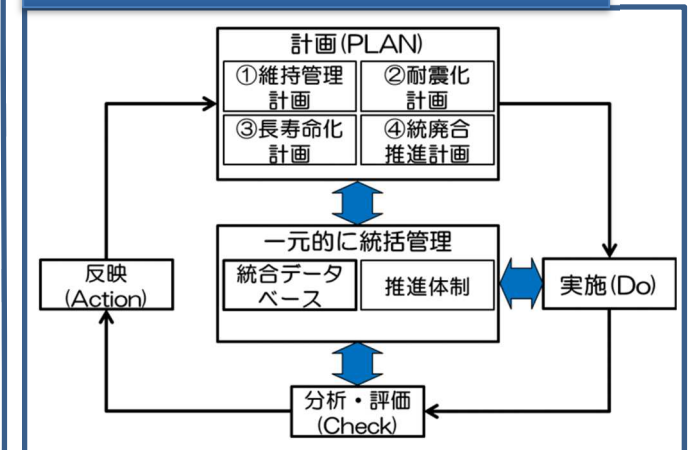 計画(PLAN)
①維持管理
計画
②耐震化
計画
③長寿命化
計画
④統廃合
推進計画
一元的に統括管理
統合データ
ベース
推進体制
反映
(Action)
実施(Do)
分析・評価
(Check)